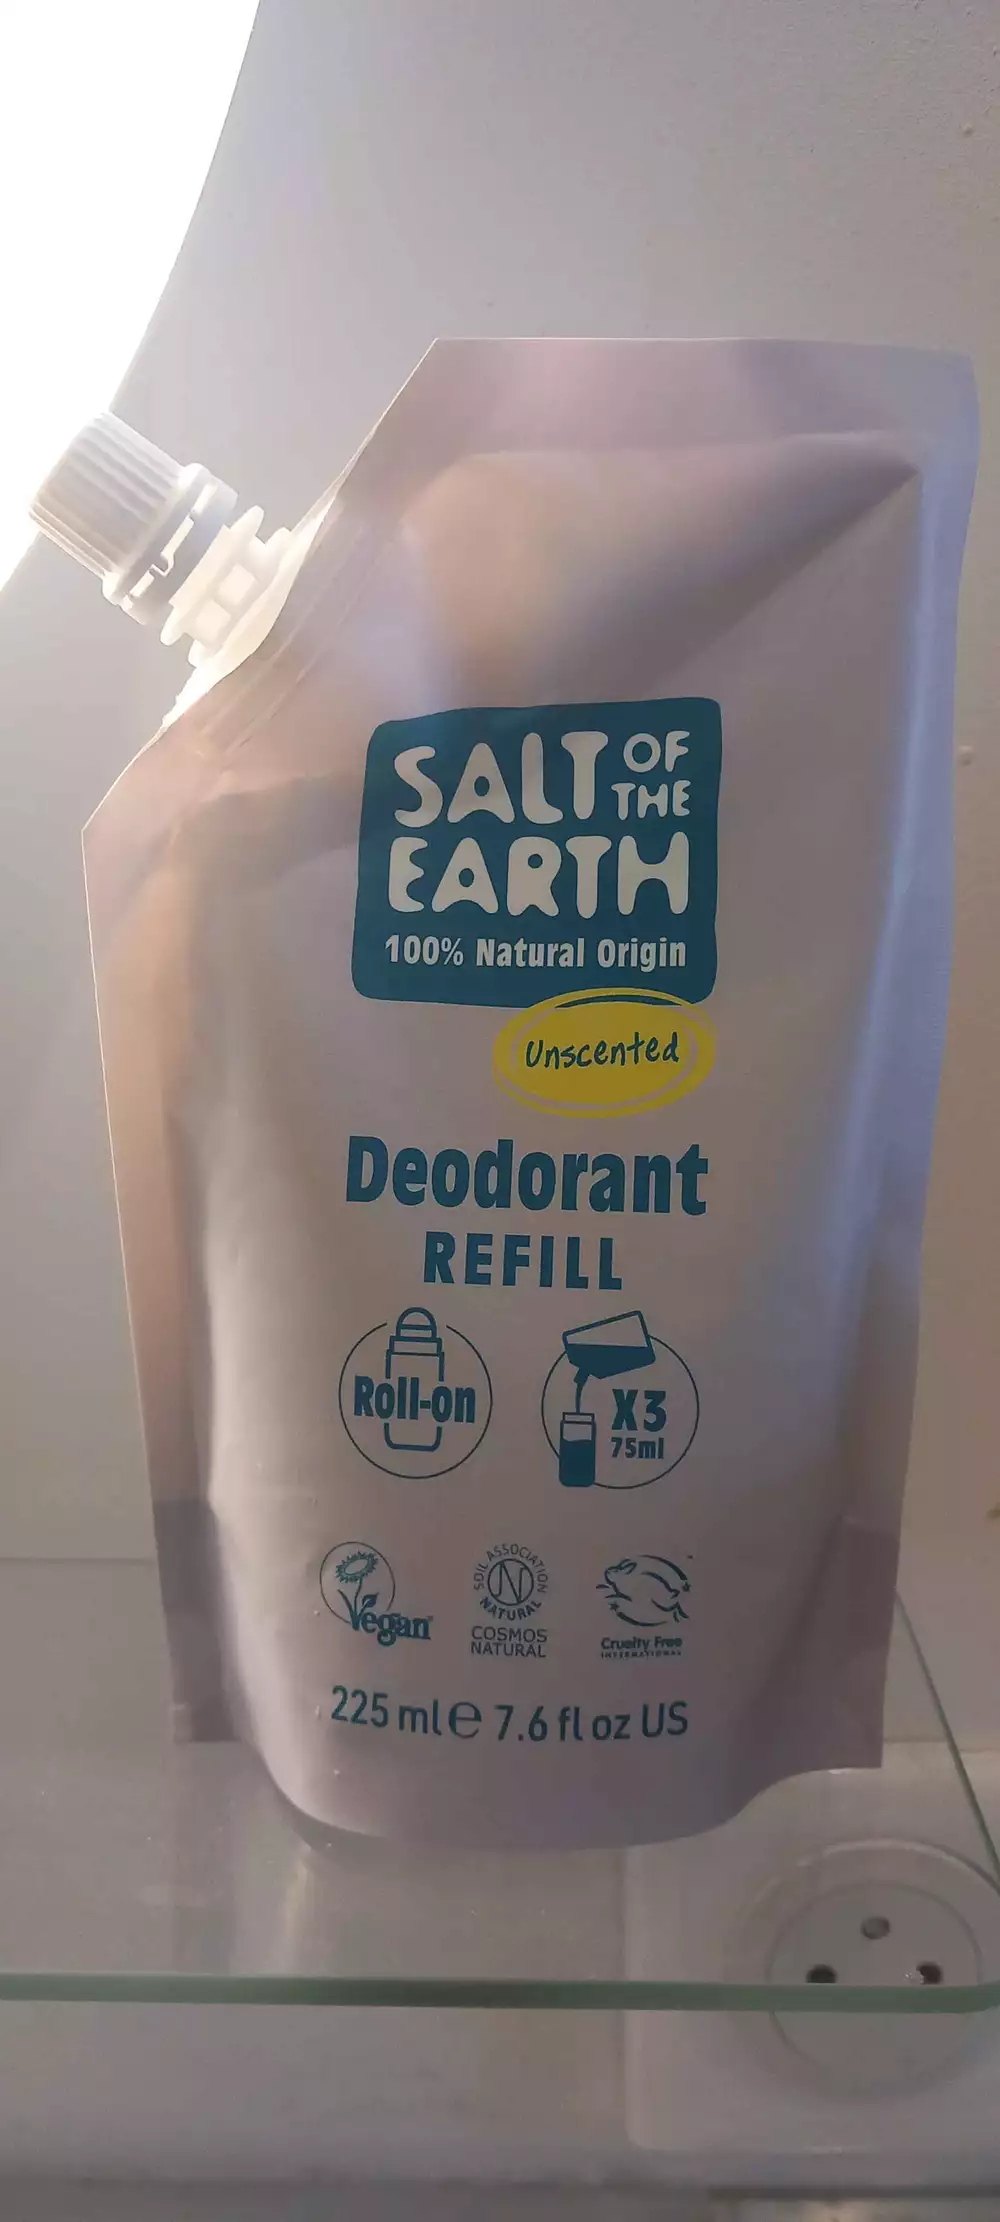 SALT OF THE
EARTH
100% Natural Origin
Unscented
Deodorant
REFILL
Roll-on
X3
75ml
Vegan
SOIL ASSOCIATION
NATURAL
COSMOS
NATURAL
Cruelty Free
INTERNATIONAL
225 ml e 7.6 fl oz US